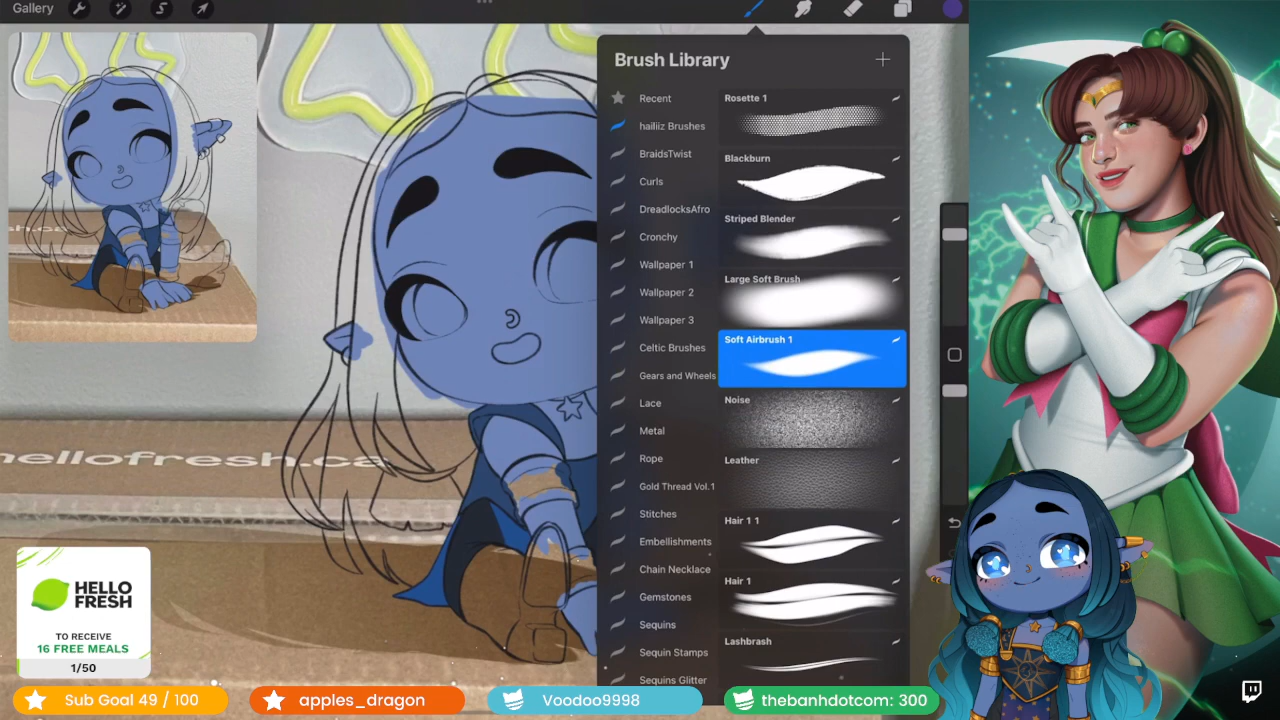 Gallery
Brush Library
Recent
hailiiz Brushes
BraidsTwist
Curls
DreadlocksAfro
Cronchy
Wallpaper 1
Wallpaper 2
Wallpaper 3
Celtic Brushes
Gears and Wheels
Lace
Metal
Rope
Gold Thread Vol.1
Stitches
Embellishments
Chain Necklace
Gemstones
Sequins
Sequin Stamps
Sequins Glitter
Rosette 1
Blackburn
Striped Blender
Large Soft Brush
Soft Airbrush 1
Noise
Leather
Hair 1 1
Hair 1
Lashbrash
hellofresh.ca
HELLO
FRESH
TO RECEIVE
16 FREE MEALS
1/50
Sub Goal 49 / 100
apples_dragon
Voodoo9998
thebanhdotcom: 300